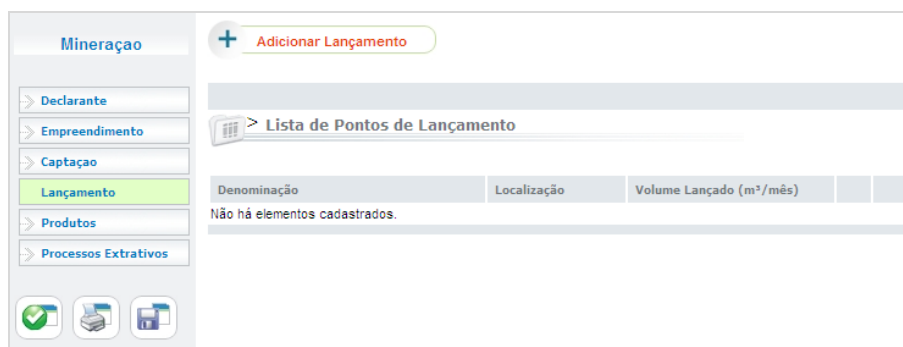 Mineraçao
Adicionar Lançamento
Declarante
Empreendimento
Captaçao
Lançamento
Produtos
Processos Extrativos
> Lista de Pontos de Lançamento
Denominação Localização Volume Lançado (m³/mês)
Não há elementos cadastrados.